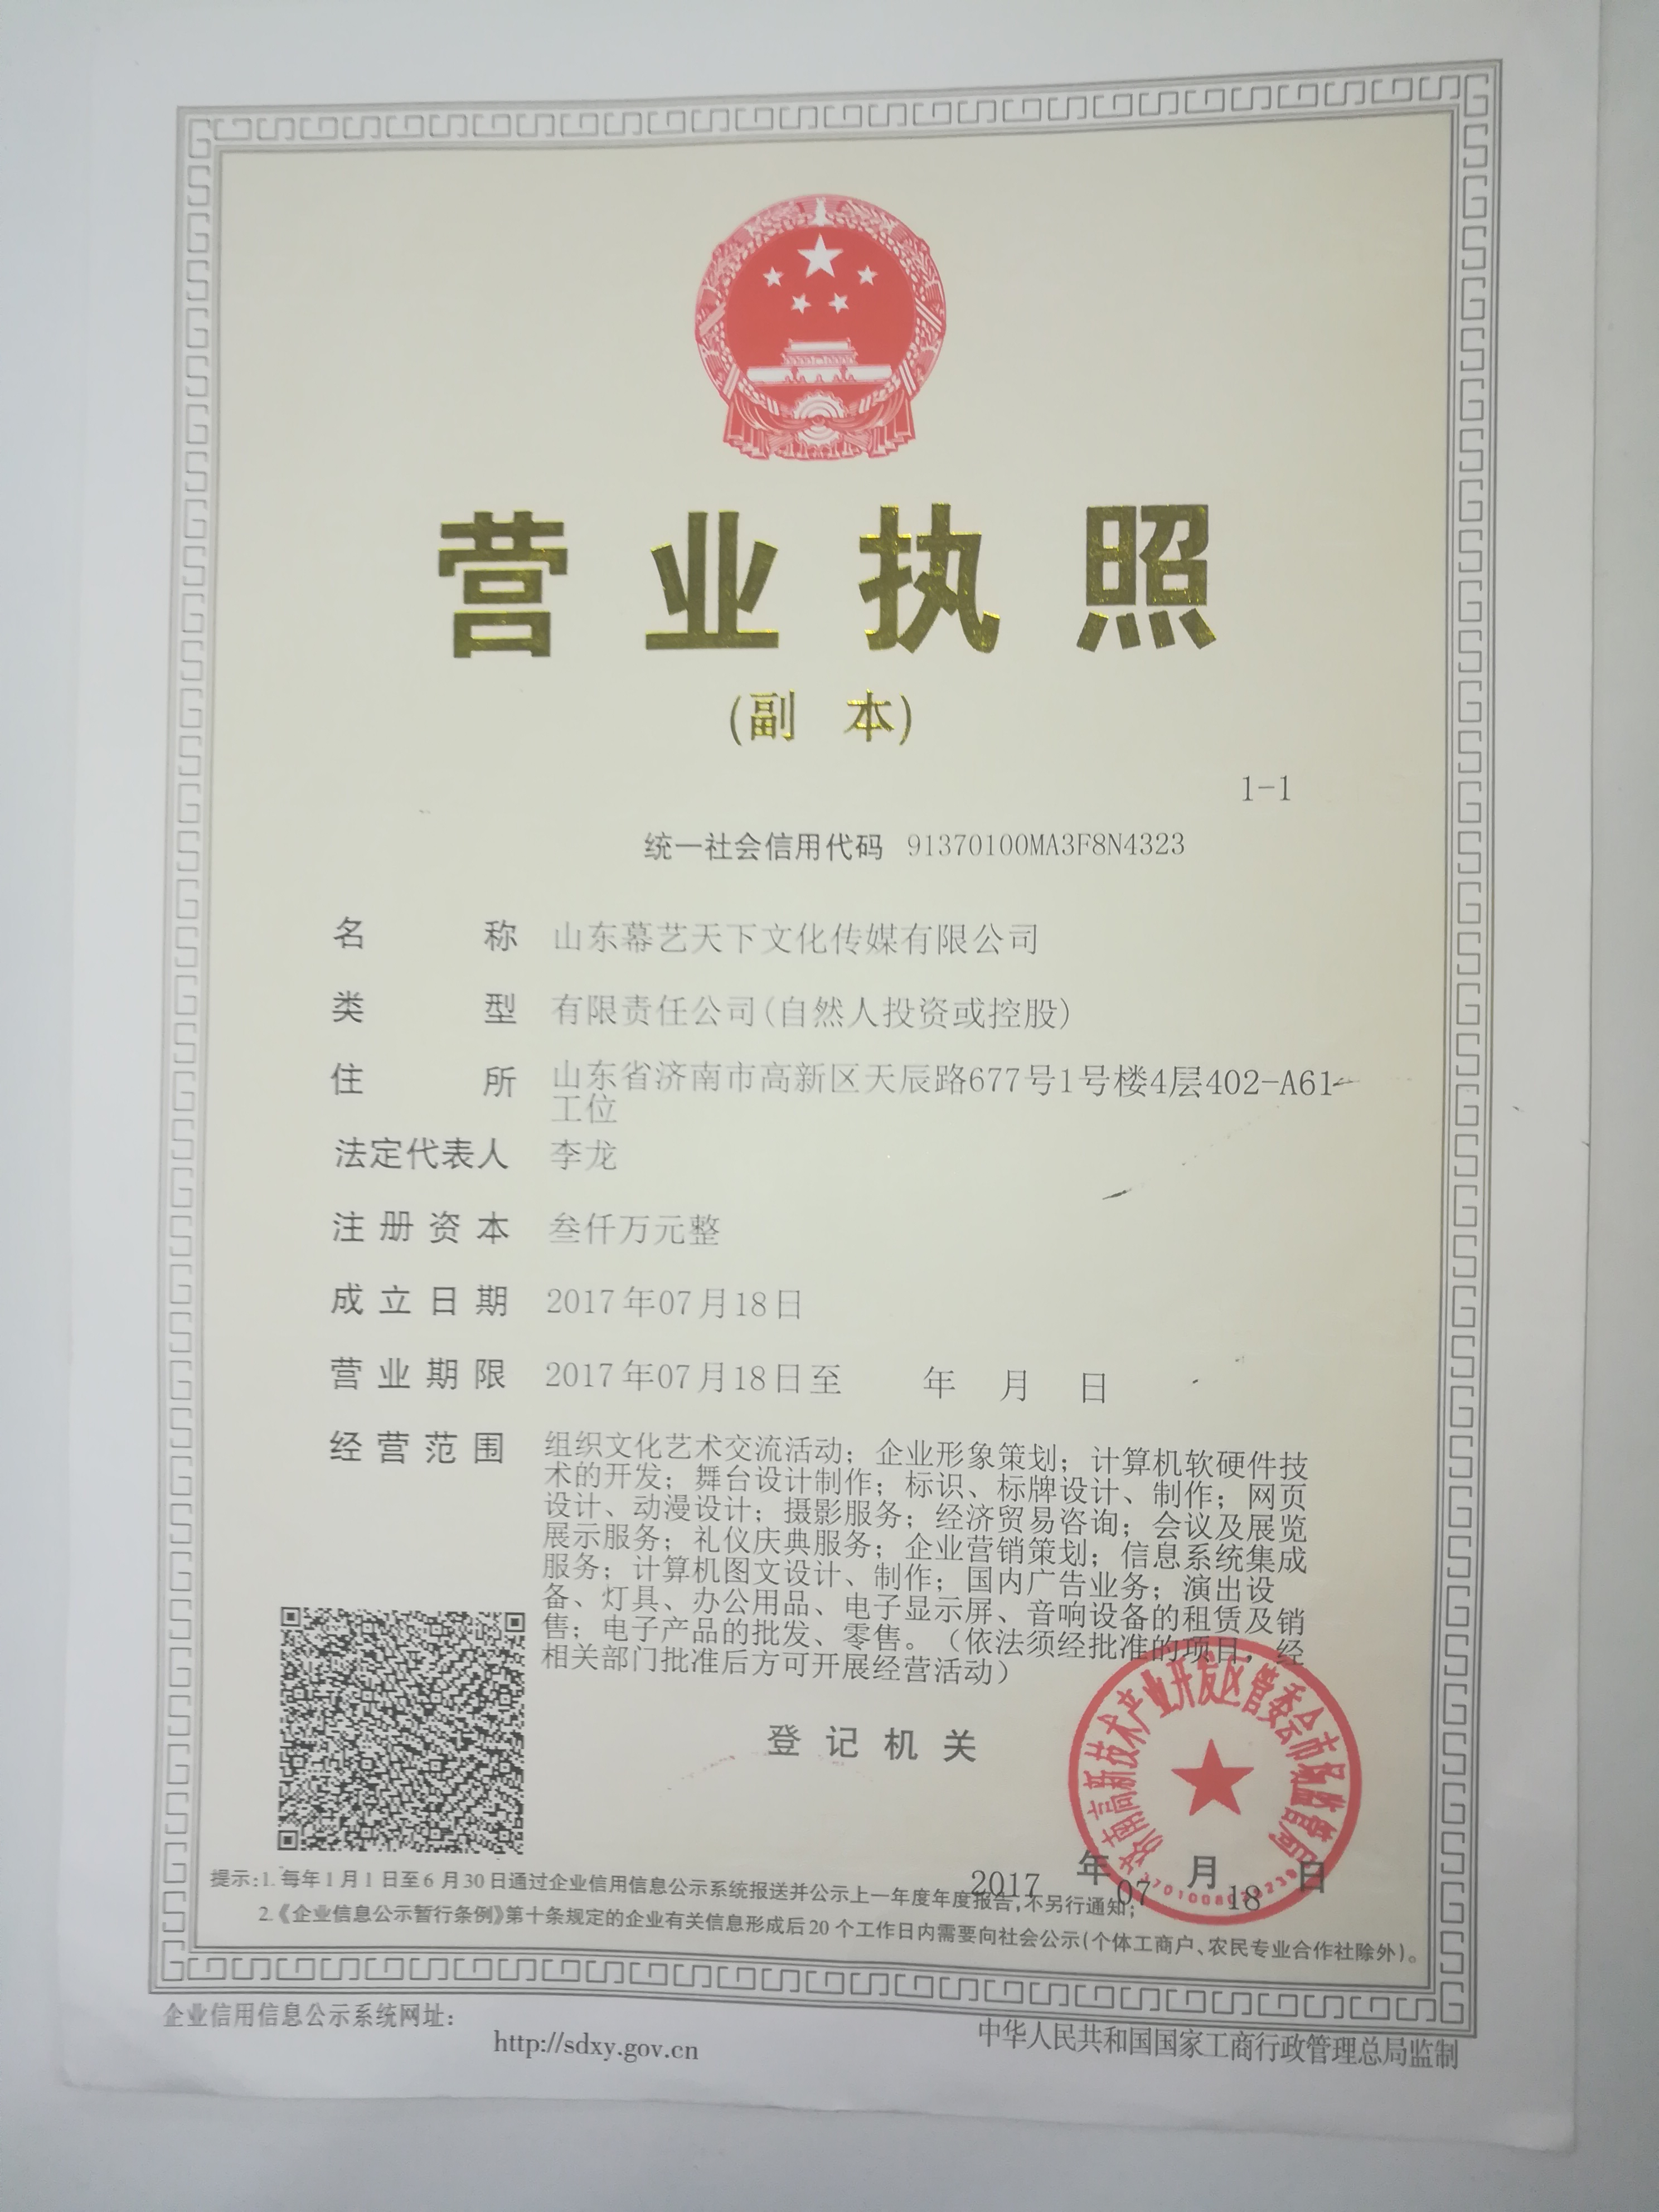 营业执照
(副 本)
1-1
统一社会信用代码 91370100MA3F8N4323
名 称 山东幕艺天下文化传媒有限公司
类 型 有限责任公司(自然人投资或控股)
住 所 山东省济南市高新区天辰路677号1号楼4层402-A61
工位
法定代表人 李龙
注册资本 叁仟万元整
成立日期 2017年07月18日
营业期限 2017年07月18日至 年 月 日
经营范围 组织文化艺术交流活动；企业形象策划；计算机软硬件技
术的开发；舞台设计制作；标识、标牌设计、制作；网页
设计、动漫设计；摄影服务；经济贸易咨询；会议及展览
展示服务；礼仪庆典服务；企业营销策划；信息系统集成
服务；计算机图文设计、制作；国内广告业务；演出设
备、灯具、办公用品、电子显示屏、音响设备的租赁及销
售；电子产品的批发、零售。（依法须经批准的项目，经
相关部门批准后方可开展经营活动）
登记机关
济南高新技术产业开发区管委会市场监管局
2017 年 07 月 18 日
提示:1.每年1月1日至6月30日通过企业信用信息公示系统报送并公示上一年度年度报告,不另行通知;
2.《企业信息公示暂行条例》第十条规定的企业有关信息形成后20个工作日内需要向社会公示(个体工商户、农民专业合作社除外)。
企业信用信息公示系统网址:
http://sdxy.gov.cn
中华人民共和国国家工商行政管理总局监制